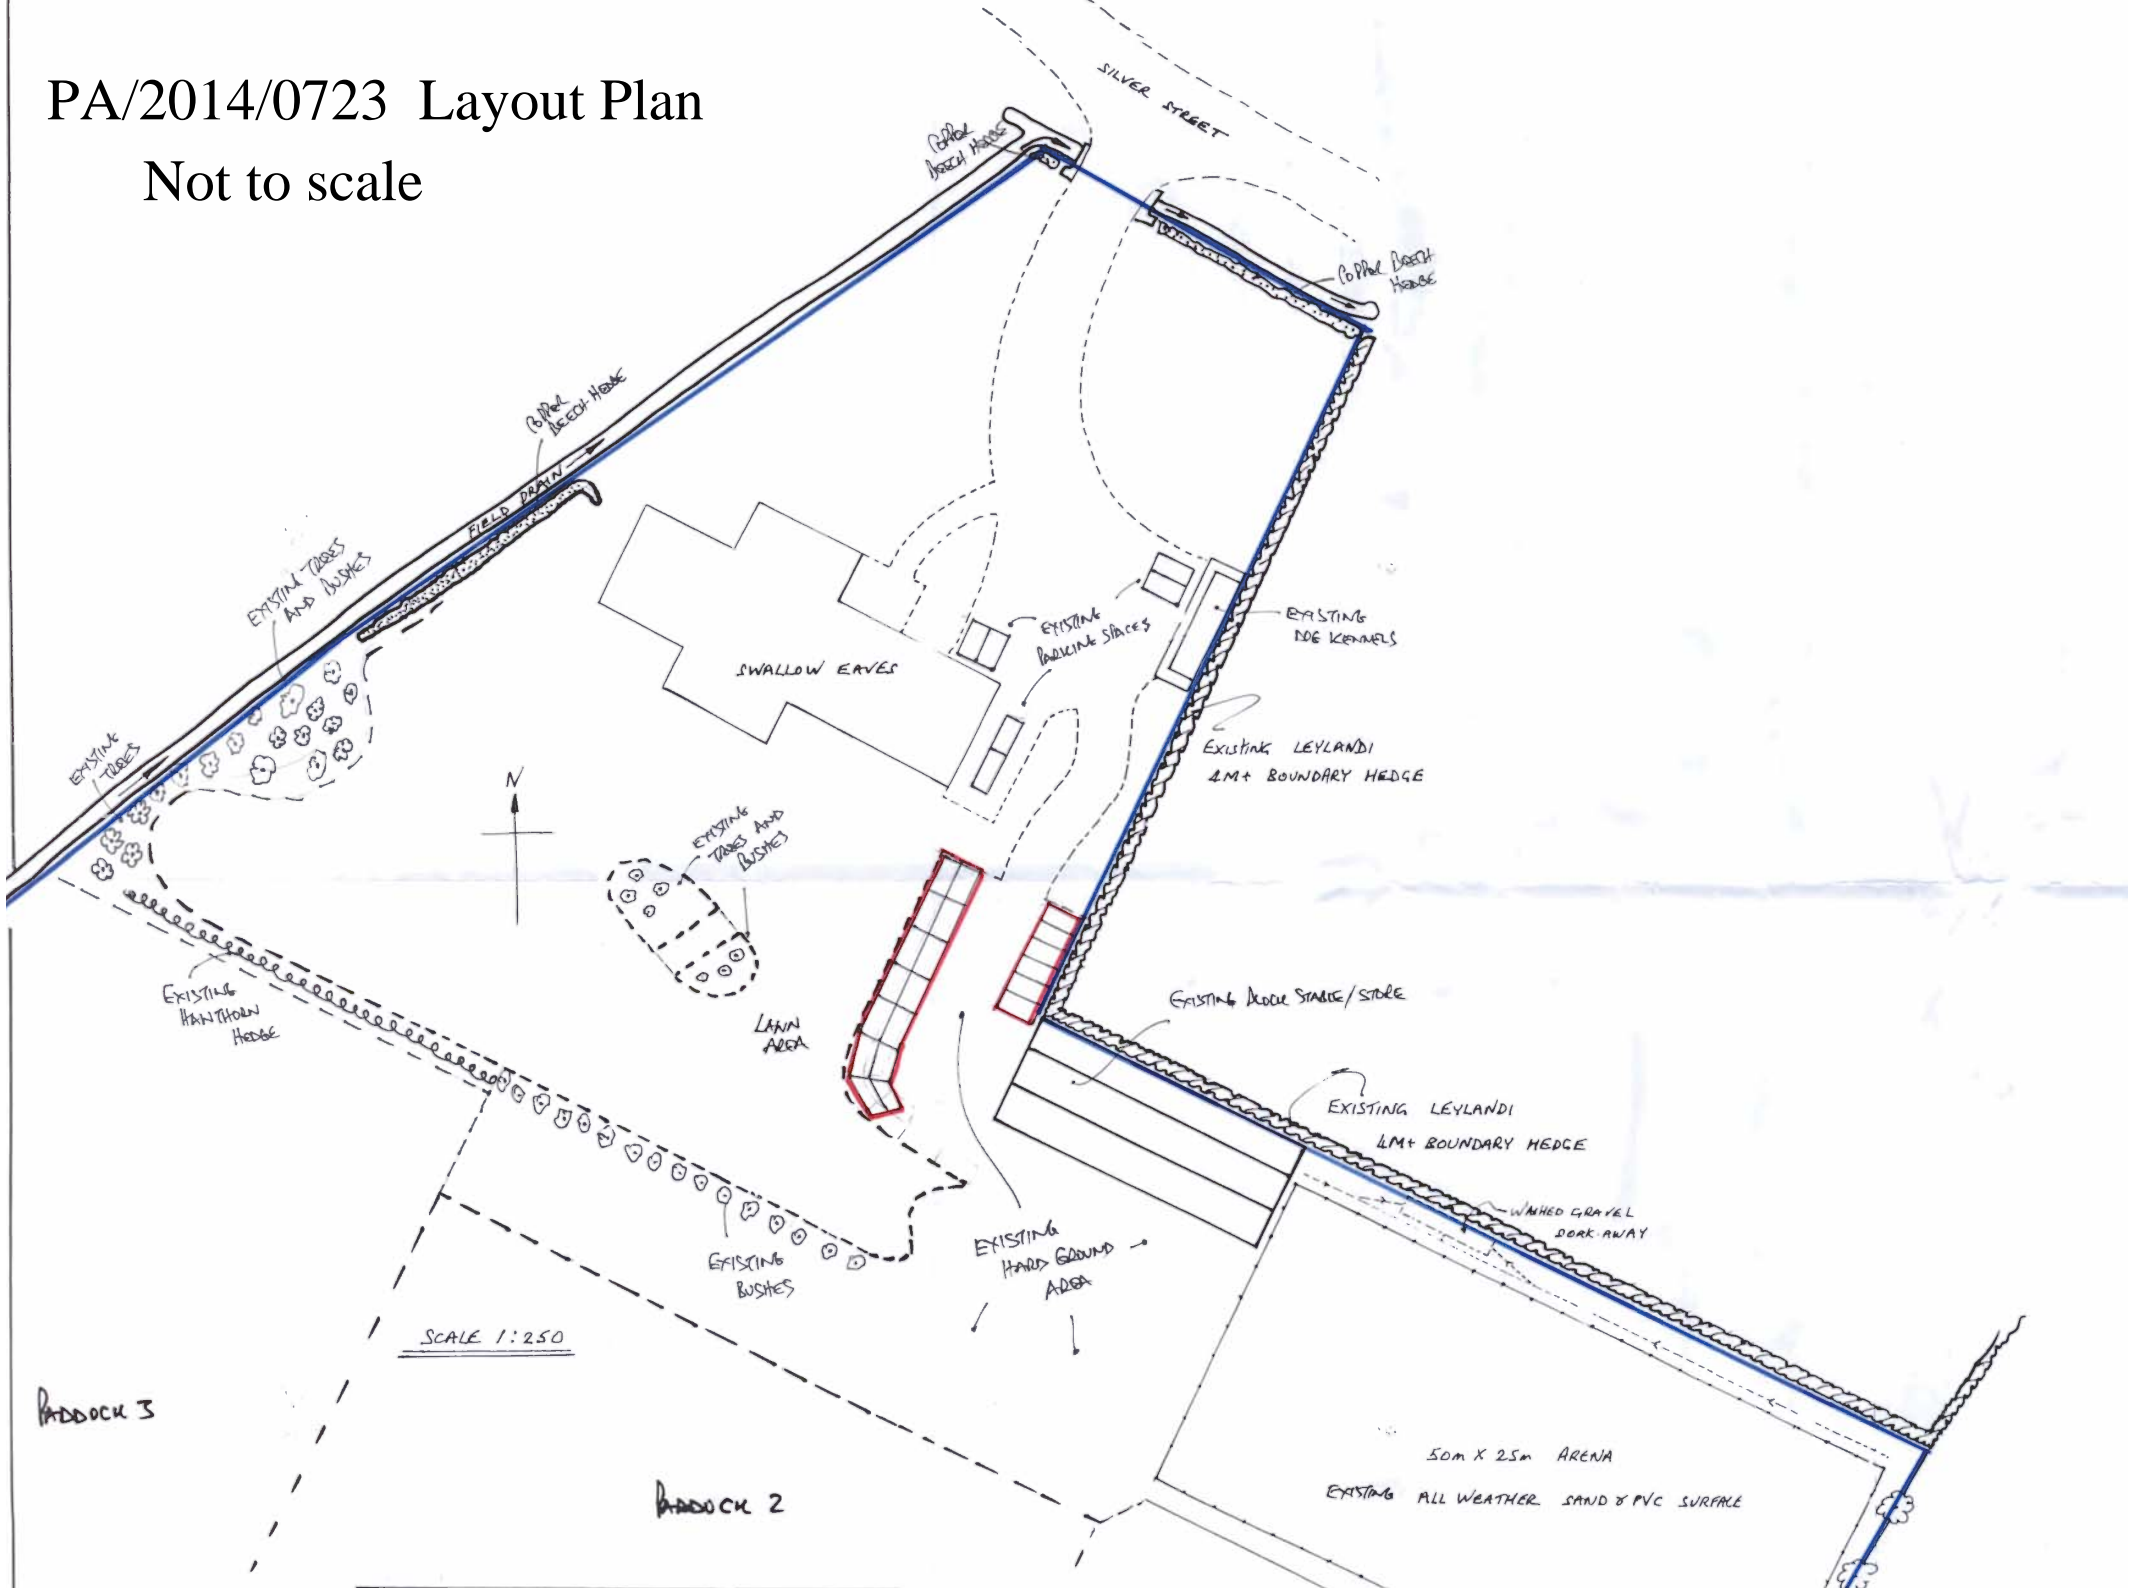 PA/2014/0723 Layout Plan
Not to scale
SILVER STREET
COPPER
BEECH HEDGE
COPPER BEECH
HEDGE
COPPER
BEECH HEDGE
FIELD DRAIN
EXISTING TREES
AND BUSHES
EXISTING
TREES
EXISTING
PARKING SPACES
EXISTING
DOG KENNELS
SWALLOW EAVES
EXISTING LEYLANDI
4M+ BOUNDARY HEDGE
N
EXISTING
TREES AND
BUSHES
EXISTING
HAWTHORN
HEDGE
LAWN
AREA
EXISTING BLOCK STABLE/STORE
EXISTING LEYLANDI
4M+ BOUNDARY HEDGE
WASHED GRAVEL
SOAK-AWAY
EXISTING
BUSHES
EXISTING
HARD GROUND
AREA
SCALE 1:250
PADDOCK 3
PADDOCK 2
50m X 25m ARENA
EXISTING ALL WEATHER SAND & PVC SURFACE